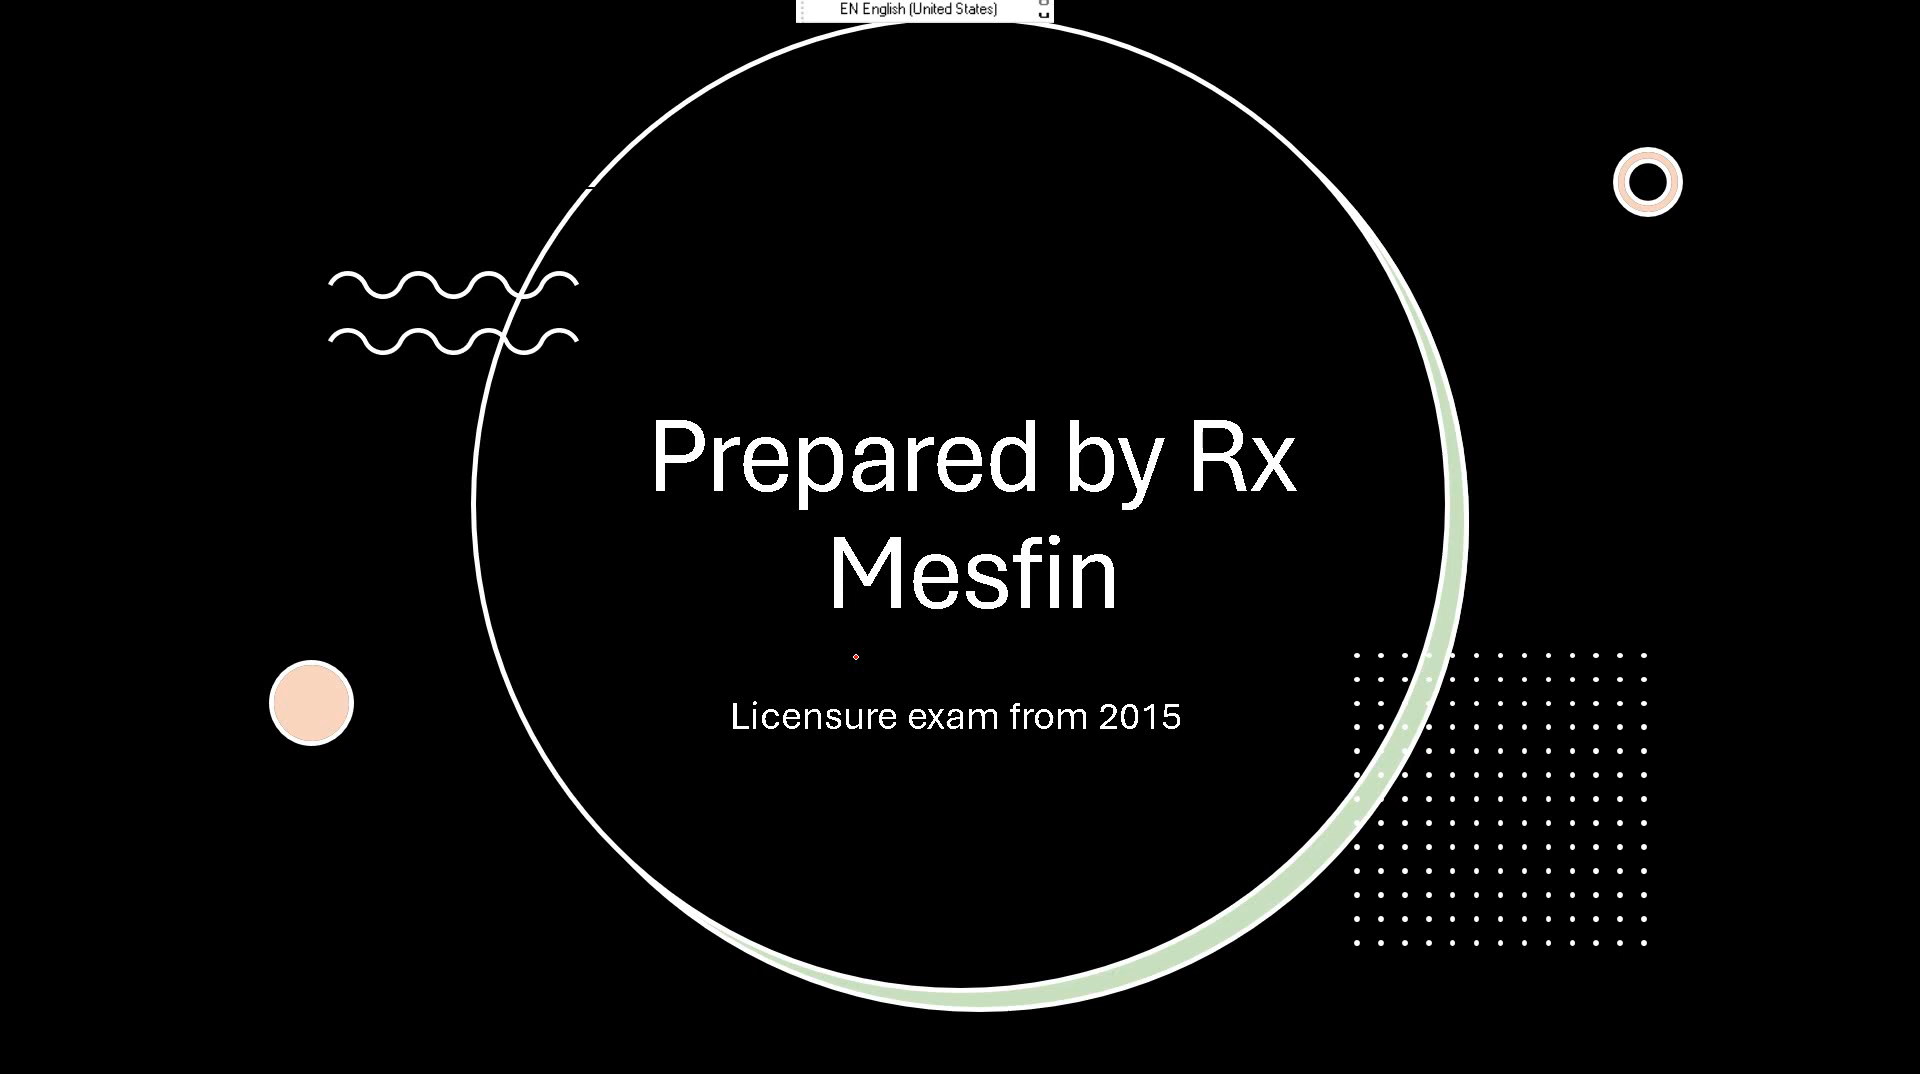 EN English (United States)
Prepared by Rx
Mesfin
Licensure exam from 2015